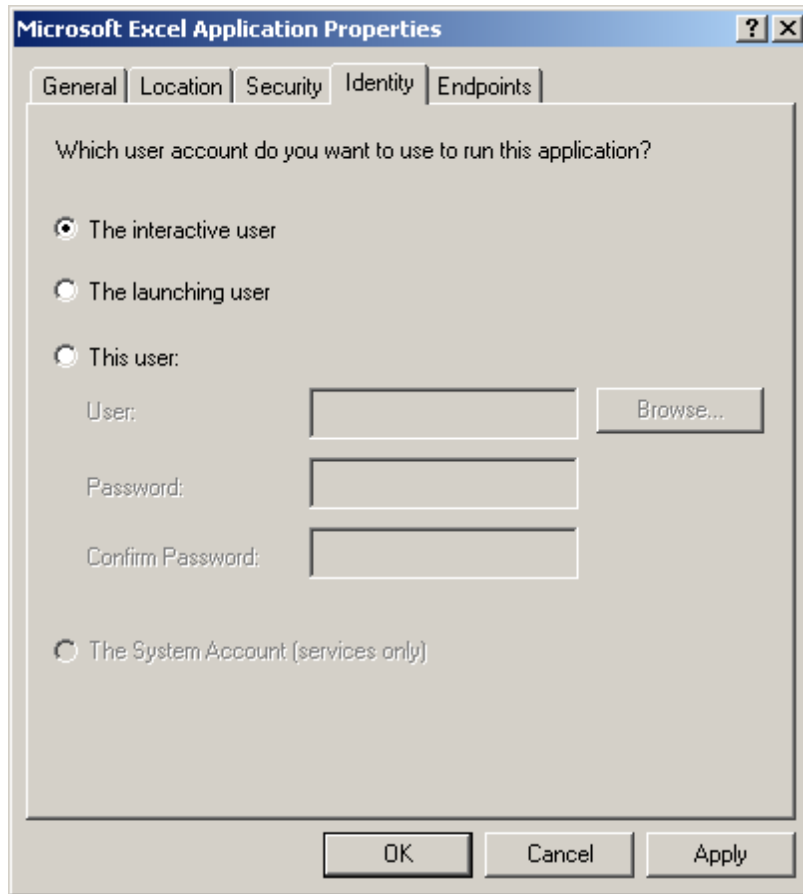 Microsoft Excel Application Properties
General Location Security Identity Endpoints
Which user account do you want to use to run this application?
The interactive user
The launching user
This user:
User: Browse...
Password:
Confirm Password:
The System Account (services only)
OK Cancel Apply